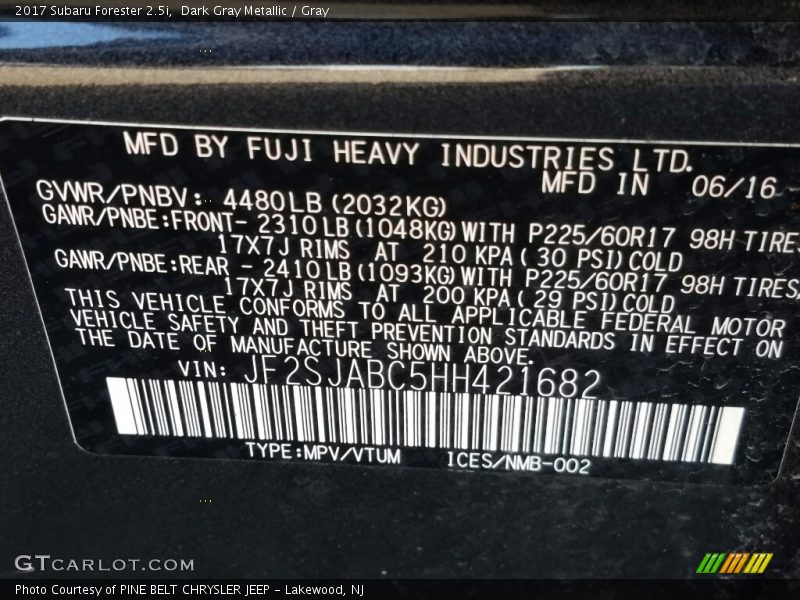 2017 Subaru Forester 2.5i,  Dark Gray Metallic / Gray
MFD BY FUJI HEAVY INDUSTRIES LTD.
MFD IN 06/16
GVWR/PNBV: 4480LB(2032KG)
GAWR/PNBE:FRONT- 2310LB(1048KG)WITH P225/60R17 98H TIRES
17X7J RIMS AT 210 KPA( 30 PSI)COLD
GAWR/PNBE:REAR - 2410LB(1093KG)WITH P225/60R17 98H TIRES,
17X7J RIMS AT 200 KPA( 29 PSI)COLD
THIS VEHICLE CONFORMS TO ALL APPLICABLE FEDERAL MOTOR
VEHICLE SAFETY AND THEFT PREVENTION STANDARDS IN EFFECT ON
THE DATE OF MANUFACTURE SHOWN ABOVE.
VIN: JF2SJABC5HH421682
TYPE:MPV/VTUM ICES/NMB-002
GTCARLOT.COM
Photo Courtesy of PINE BELT CHRYSLER JEEP - Lakewood, NJ